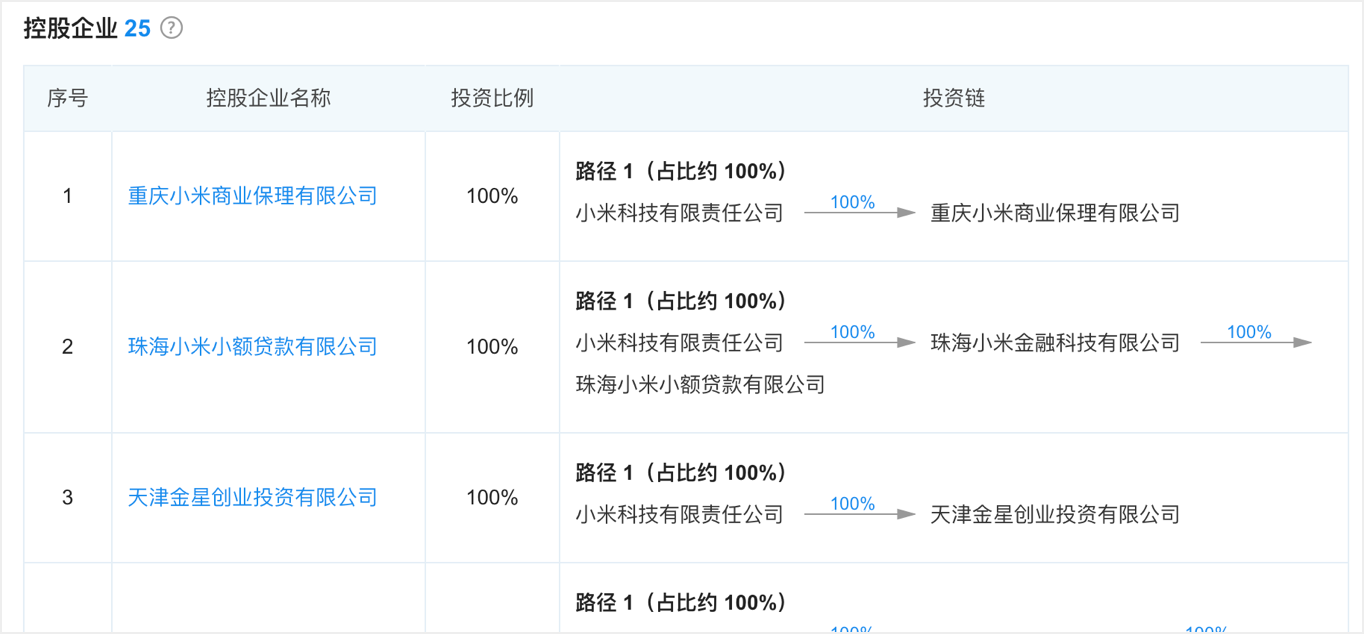 控股企业 25 ?
序号 控股企业名称 投资比例 投资链
路径 1（占比约 100%）
1 重庆小米商业保理有限公司 100%
小米科技有限责任公司 100% 重庆小米商业保理有限公司
路径 1（占比约 100%）
小米科技有限责任公司 100% 珠海小米金融科技有限公司 100%
2 珠海小米小额贷款有限公司 100%
珠海小米小额贷款有限公司
路径 1（占比约 100%）
3 天津金星创业投资有限公司 100%
小米科技有限责任公司 100% 天津金星创业投资有限公司
路径 1（占比约 100%）
100% 100%